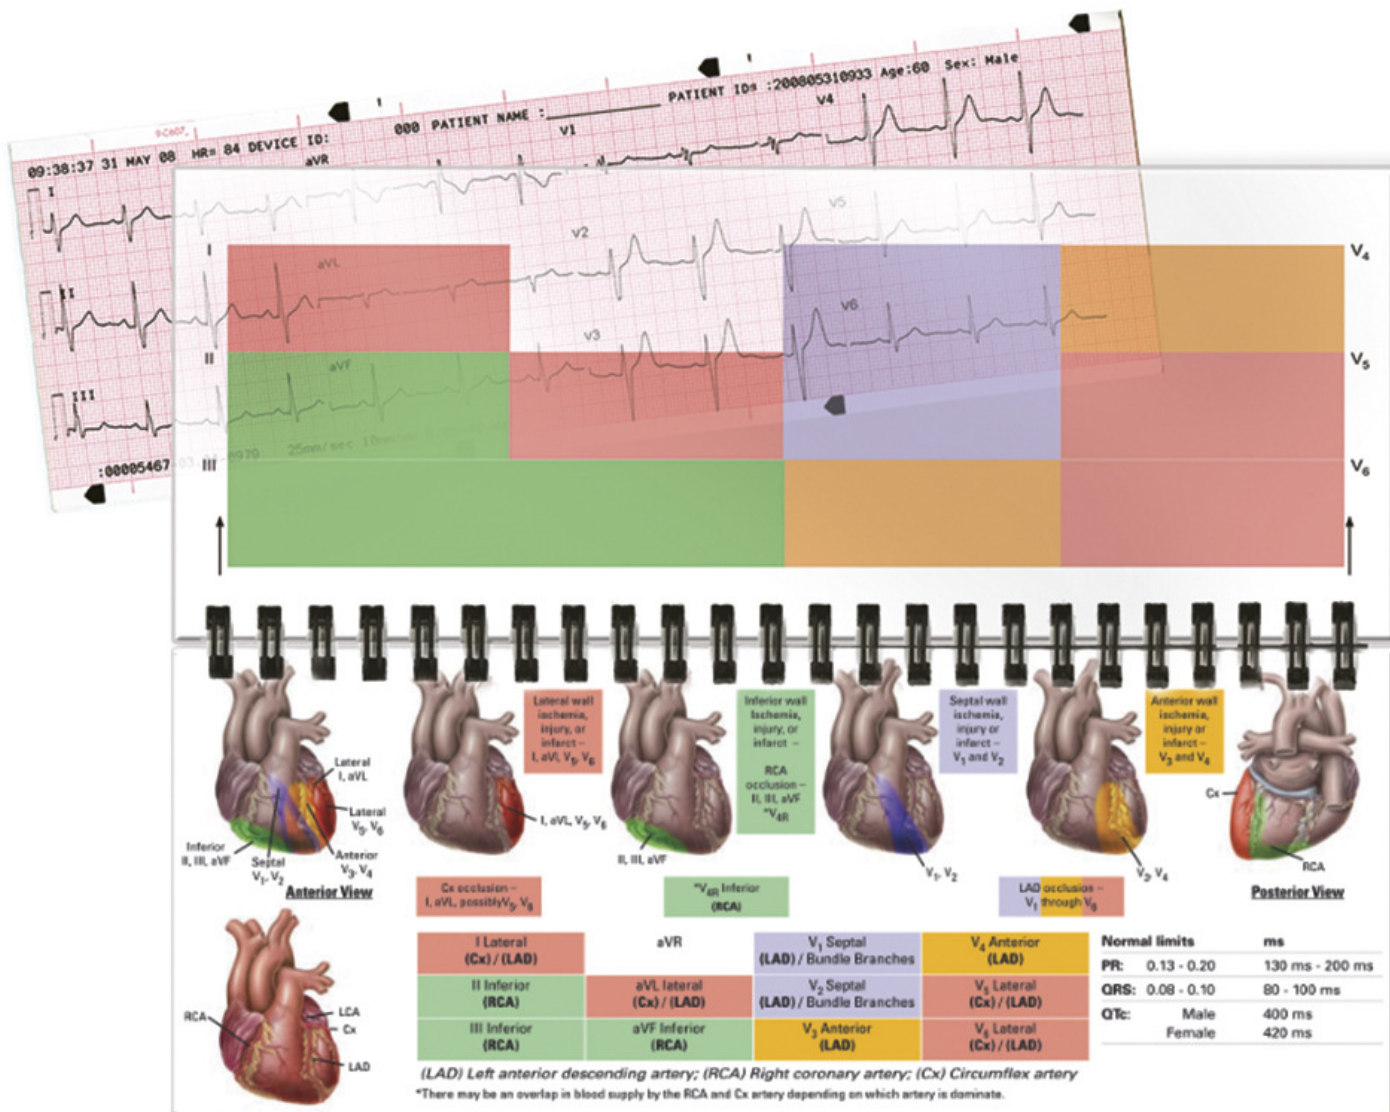 PATIENT ID# :200805310933 Age:60 Sex: Male
000 PATIENT NAME :
09:38:37 31 MAY 08 HR= 84 DEVICE ID:
I
aVR
V1
V4
II
aVL
V2
V5
III
aVF
V3
V6
:00005467
25mm/sec
I
II
III
V4
V5
V6
Lateral
I, aVL
Lateral
V5, V6
Anterior
V3, V4
Septal
V1, V2
Inferior
II, III, aVF
Anterior View
Lateral wall
ischemia,
injury, or
infarct –
I, aVl, V5, V6
I, aVL, V5, V6
Inferior wall
Ischemia,
injury, or
infarct –
RCA
occlusion –
II, III, aVF
*V4R
II, III, aVF
Septal wall
ischemia,
injury or
infarct –
V1 and V2
V1, V2
Anterior wall
ischemia,
injury or
infarct –
V3 and V4
V3, V4
Cx
RCA
Posterior View
Cx occlusion –
I, aVL, possiblyV5, V6
*V4R Inferior
(RCA)
LAD occlusion –
V1 through V6
RCA
LCA
Cx
LAD
I Lateral
(Cx) / (LAD)
aVR
V1 Septal
(LAD) / Bundle Branches
V4 Anterior
(LAD)
II Inferior
(RCA)
aVL lateral
(Cx) / (LAD)
V2 Septal
(LAD) / Bundle Branches
V5 Lateral
(Cx) / (LAD)
III Inferior
(RCA)
aVF Inferior
(RCA)
V3 Anterior
(LAD)
V6 Lateral
(Cx) / (LAD)
Normal limits ms
PR: 0.13 - 0.20 130 ms - 200 ms
QRS: 0.08 - 0.10 80 - 100 ms
QTc: Male 400 ms
Female 420 ms
(LAD) Left anterior descending artery; (RCA) Right coronary artery; (Cx) Circumflex artery
*There may be an overlap in blood supply by the RCA and Cx artery depending on which artery is dominate.